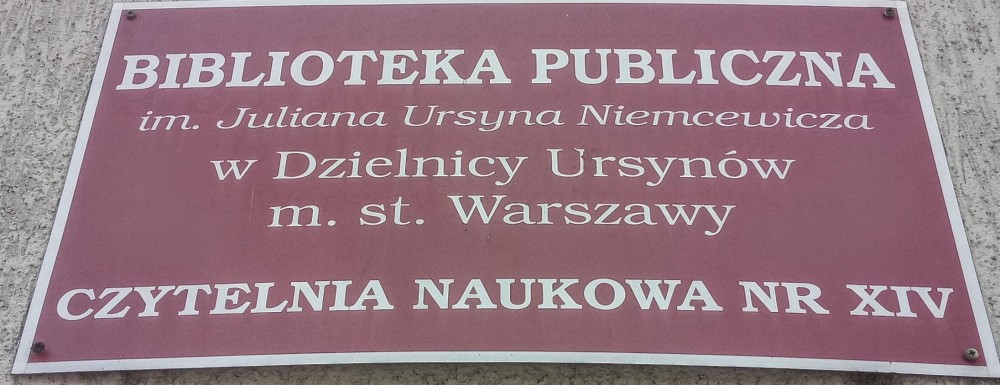 BIBLIOTEKA PUBLICZNA
im. Juliana Ursyna Niemcewicza
w Dzielnicy Ursynów
m. st. Warszawy
CZYTELNIA NAUKOWA NR XIV